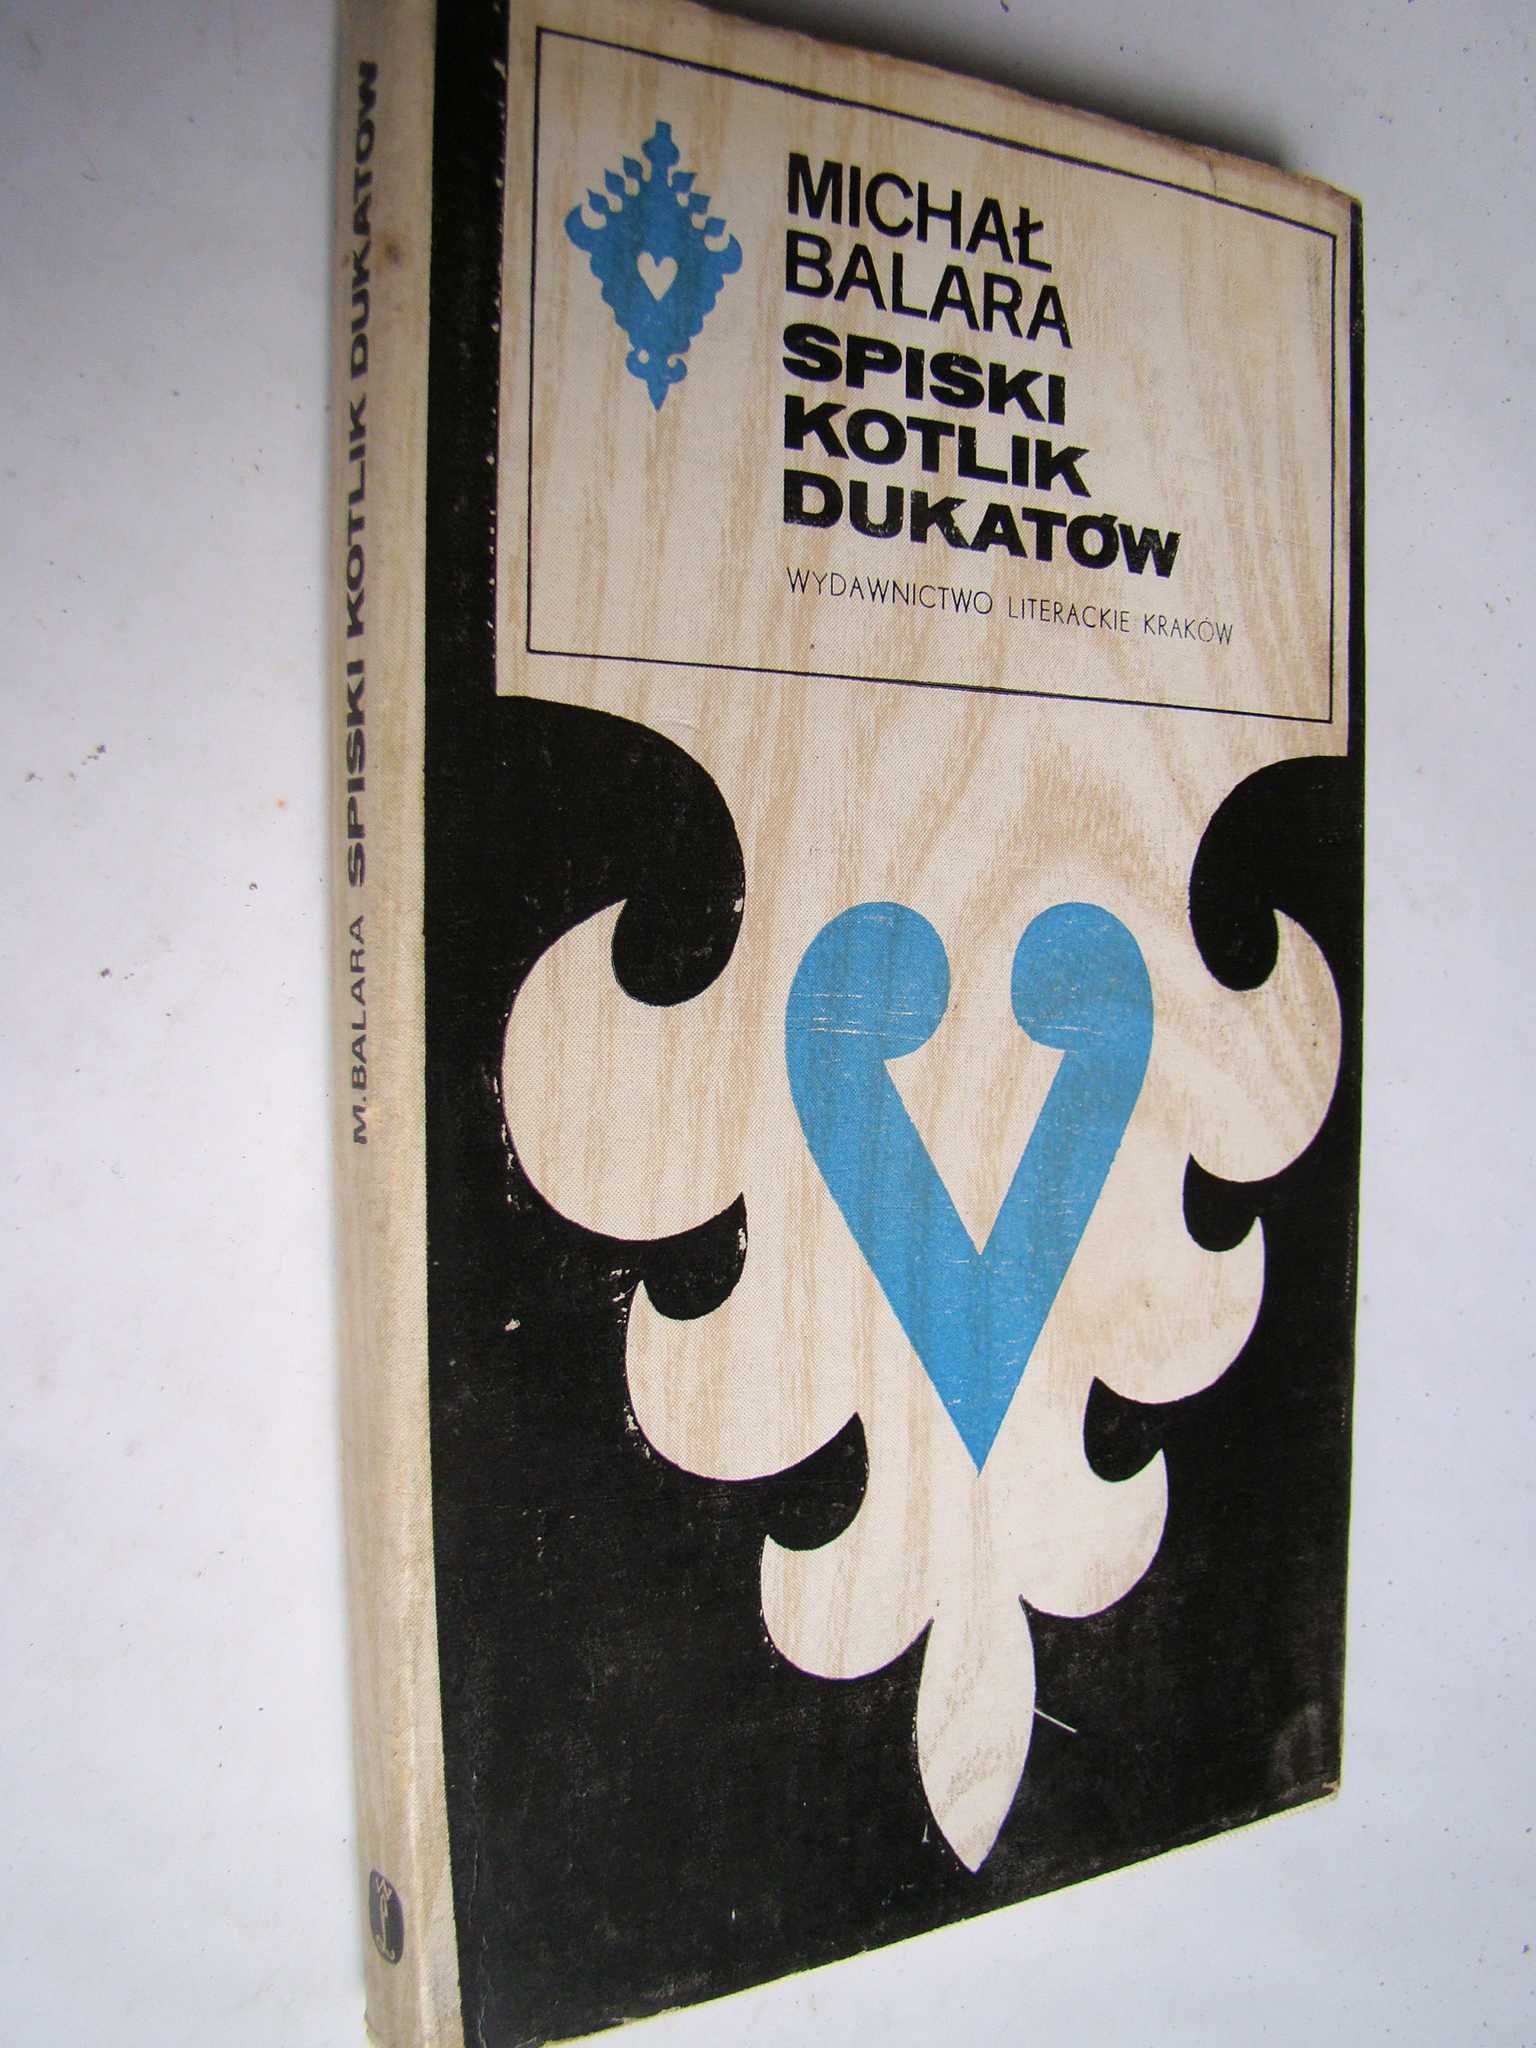 MICHAŁ
BALARA
SPISKI
KOTLIK
DUKATÓW
WYDAWNICTWO LITERACKIE KRAKÓW
M. BALARA SPISKI KOTLIK DUKATÓW